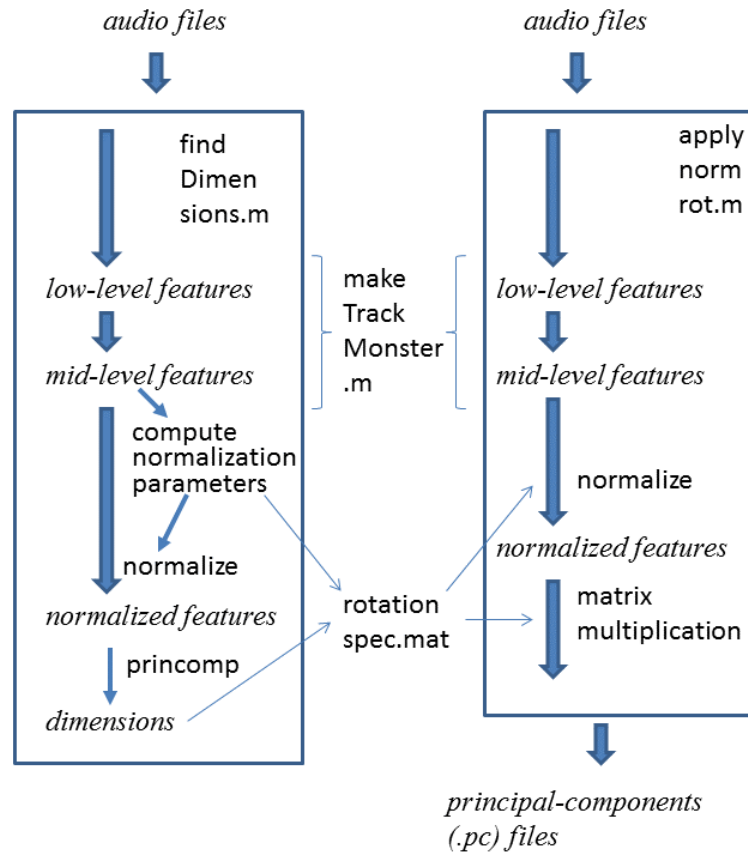 audio files
find
Dimen
sions.m
low-level features
mid-level features
compute
normalization
parameters
normalize
normalized features
princomp
dimensions
make
Track
Monster
.m
rotation
spec.mat
audio files
apply
norm
rot.m
low-level features
mid-level features
normalize
normalized features
matrix
multiplication
principal-components
(.pc) files